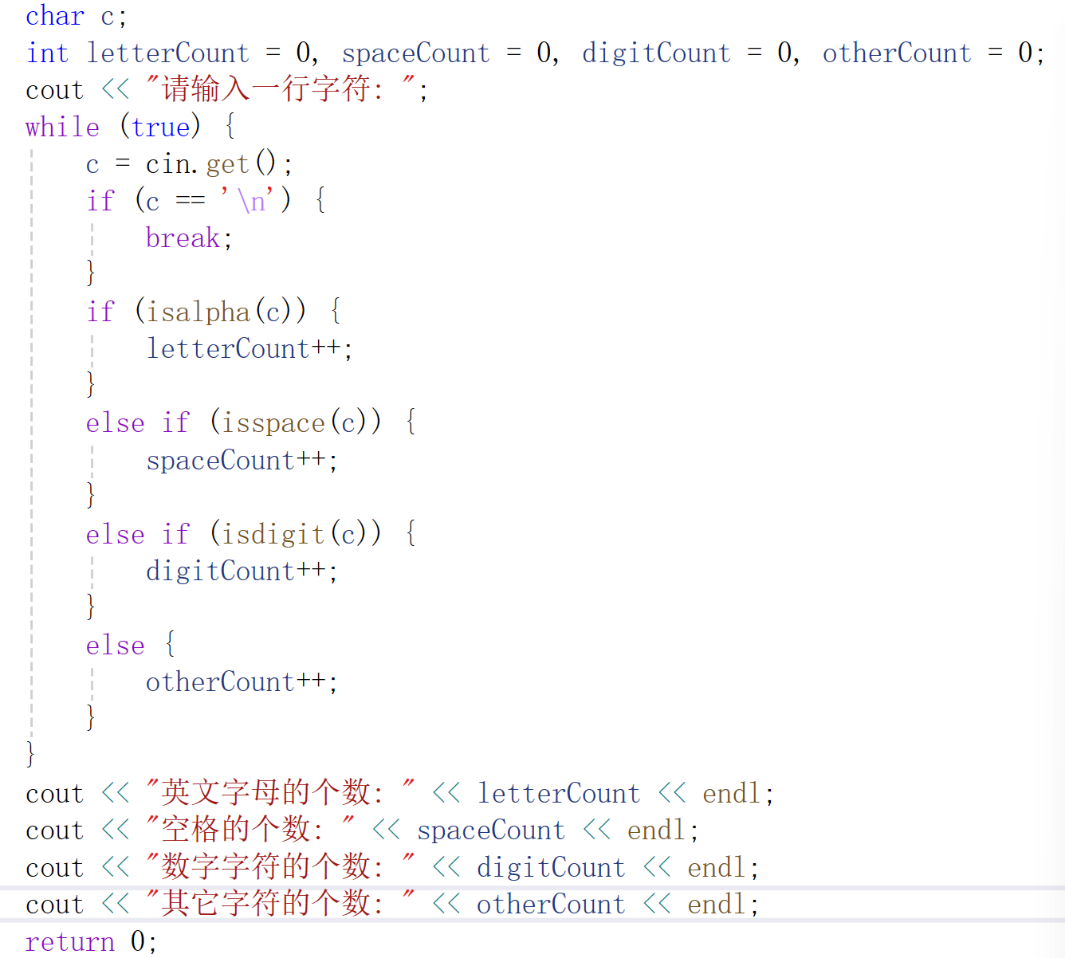 char c;
int letterCount = 0, spaceCount = 0, digitCount = 0, otherCount = 0;
cout << "请输入一行字符: ";
while (true) {
    c = cin.get();
    if (c == '\n') {
        break;
    }
    if (isalpha(c)) {
        letterCount++;
    }
    else if (isspace(c)) {
        spaceCount++;
    }
    else if (isdigit(c)) {
        digitCount++;
    }
    else {
        otherCount++;
    }
}
cout << "英文字母的个数: " << letterCount << endl;
cout << "空格的个数: " << spaceCount << endl;
cout << "数字字符的个数: " << digitCount << endl;
cout << "其它字符的个数: " << otherCount << endl;
return 0;